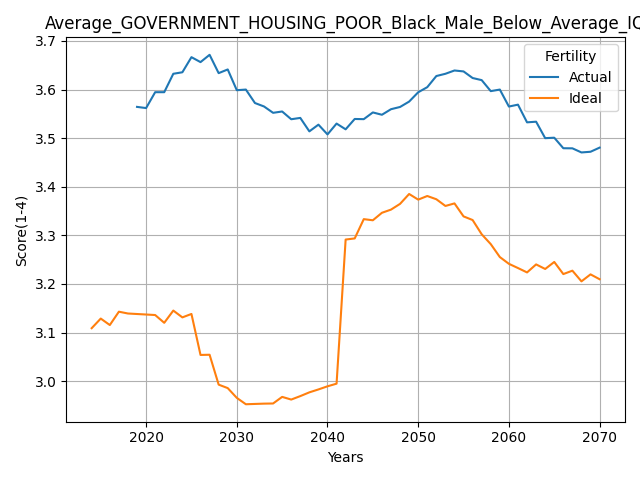 Average_GOVERNMENT_HOUSING_POOR_Black_Male_Below_Average_IQ
3.7
3.6
3.5
3.4
3.3
3.2
3.1
3.0
Score(1-4)
Fertility
Actual
Ideal
2020 2030 2040 2050 2060 2070
Years